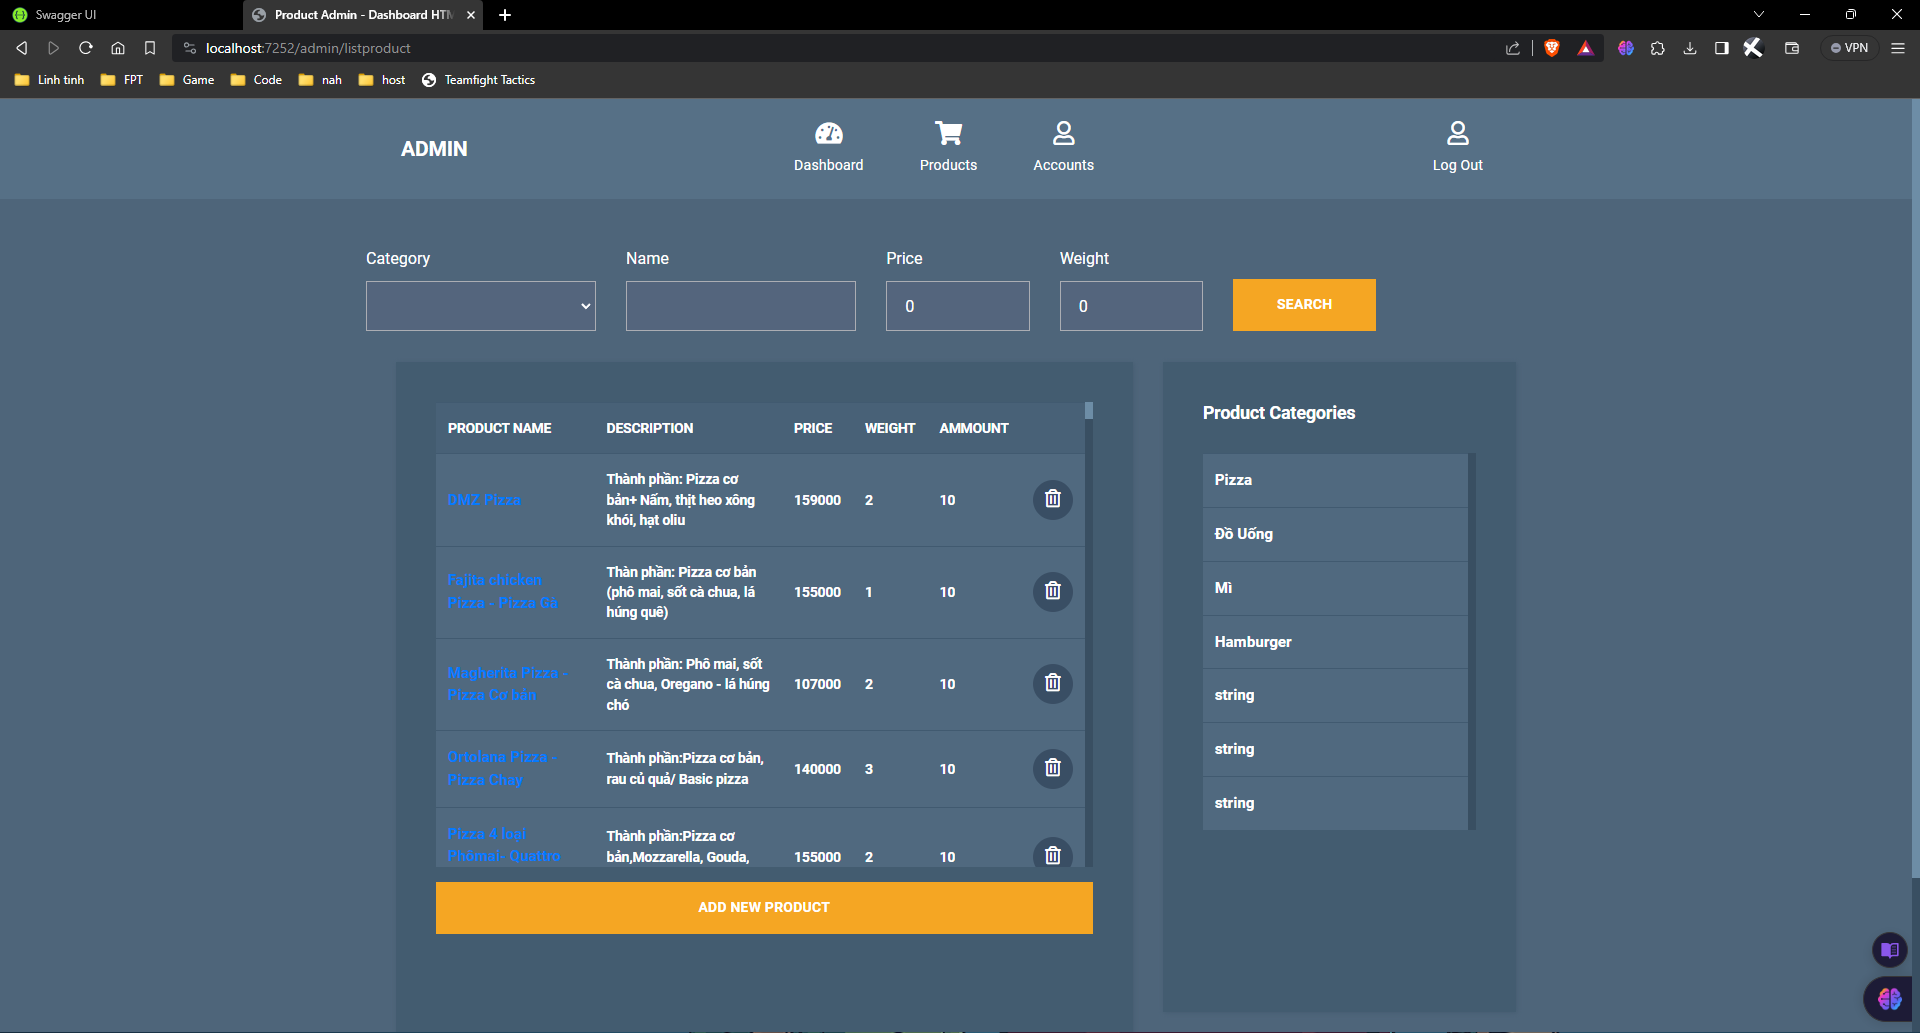 Swagger UI
Product Admin - Dashboard HTM
localhost:7252/admin/listproduct
VPN
Linh tinh
FPT
Game
Code
nah
host
Teamfight Tactics
ADMIN
Dashboard
Products
Accounts
Log Out
Category
Name
Price
Weight
0
0
SEARCH
PRODUCT NAME
DESCRIPTION
PRICE
WEIGHT
AMMOUNT
DMZ Pizza
Thành phần: Pizza cơ
bản+ Nấm, thịt heo xông
khói, hạt oliu
159000
2
10
Fajita chicken
Pizza - Pizza Gà
Thàn phần: Pizza cơ bản
(phô mai, sốt cà chua, lá
húng quê)
155000
1
10
Magherita Pizza -
Pizza Cơ bản
Thành phần: Phô mai, sốt
cà chua, Oregano - lá húng
chó
107000
2
10
Ortolana Pizza -
Pizza Chay
Thành phần:Pizza cơ bản,
rau củ quả/ Basic pizza
140000
3
10
Pizza 4 loại
Phômai- Quattro
Thành phần:Pizza cơ
bản,Mozzarella, Gouda,
155000
2
10
ADD NEW PRODUCT
Product Categories
Pizza
Đồ Uống
Mì
Hamburger
string
string
string